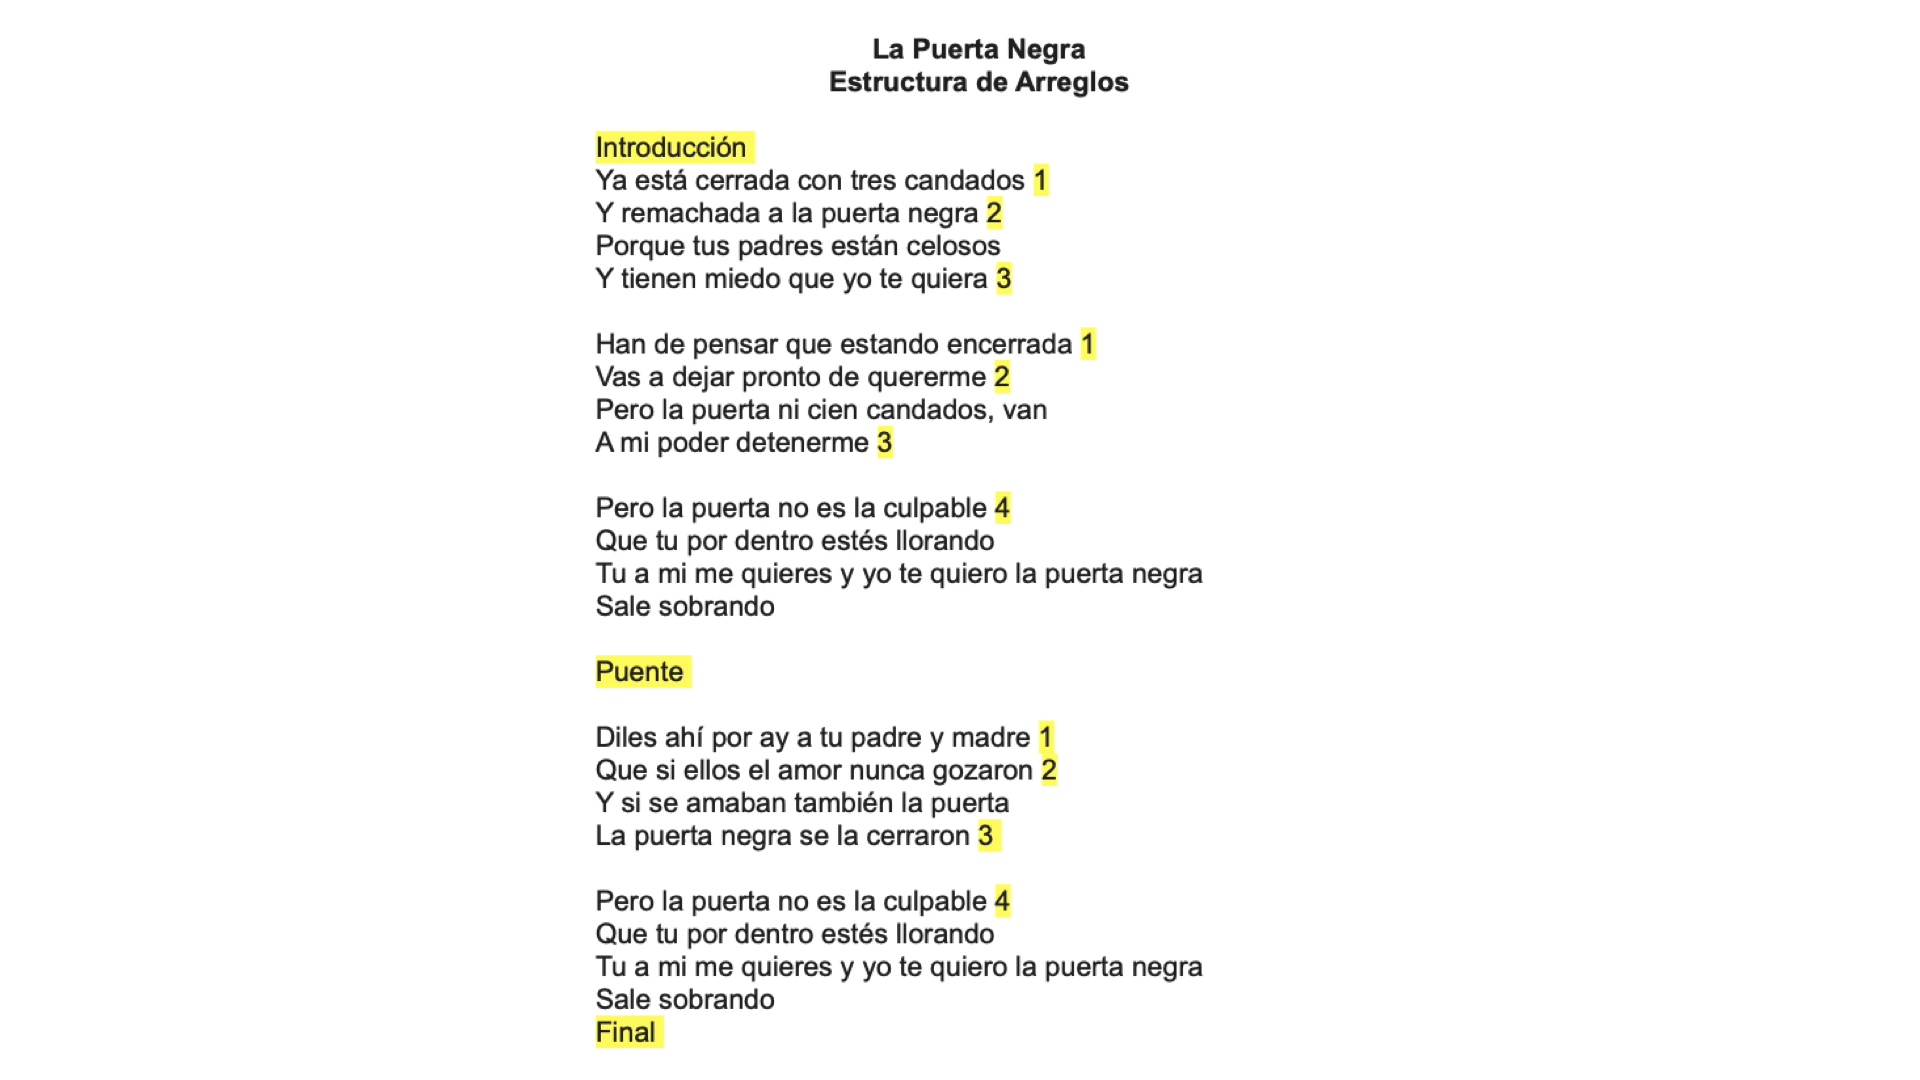 La Puerta Negra
Estructura de Arreglos
Introducción
Ya está cerrada con tres candados 1
Y remachada a la puerta negra 2
Porque tus padres están celosos
Y tienen miedo que yo te quiera 3
Han de pensar que estando encerrada 1
Vas a dejar pronto de quererme 2
Pero la puerta ni cien candados, van
A mi poder detenerme 3
Pero la puerta no es la culpable 4
Que tu por dentro estés llorando
Tu a mi me quieres y yo te quiero la puerta negra
Sale sobrando
Puente
Diles ahí por ay a tu padre y madre 1
Que si ellos el amor nunca gozaron 2
Y si se amaban también la puerta
La puerta negra se la cerraron 3
Pero la puerta no es la culpable 4
Que tu por dentro estés llorando
Tu a mi me quieres y yo te quiero la puerta negra
Sale sobrando
Final